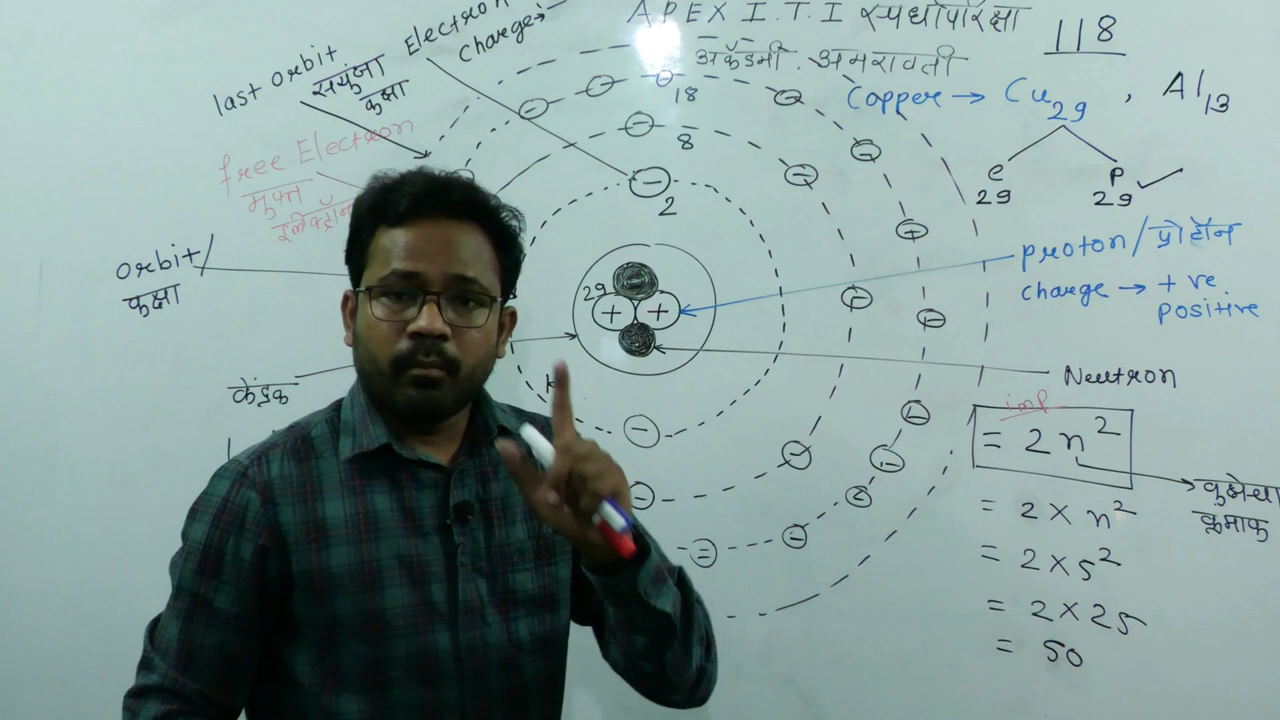 APEX I.T.I स्पर्धापरिक्षा
अकॅडमी. अमरावती
118
Electron
charge:-
last orbit
सयुंजा
कक्षा
free Electron
मुक्त
इलेक्ट्रॉन
orbit/
कक्षा
केंद्रक
18
8
2
29
+ +
K
Copper → Cu29 , Al13
e p
29 29
proton/प्रोटॉन
charge → +ve
positive
Neutron
imp
= 2n²
= 2×n²
= 2×5²
= 2×25
= 50